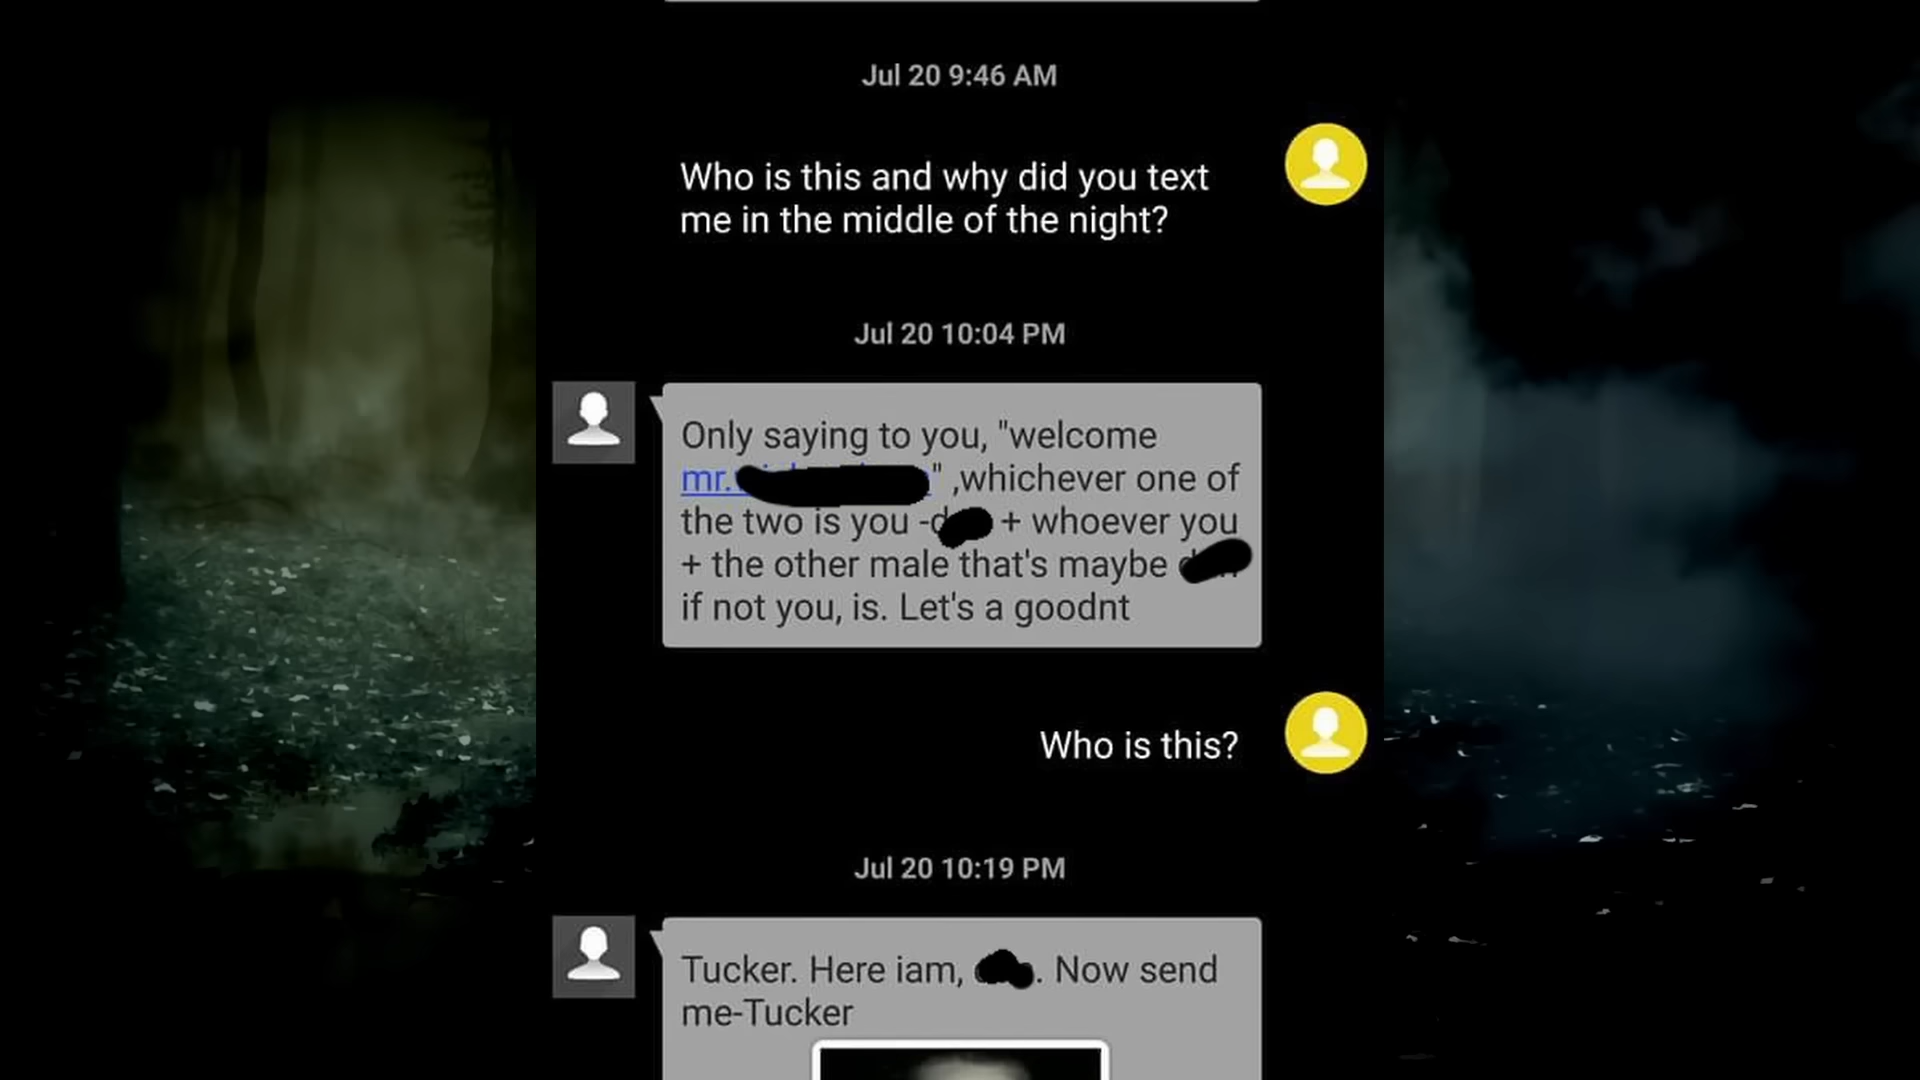 Jul 20 9:46 AM
Who is this and why did you text
me in the middle of the night?
Jul 20 10:04 PM
Only saying to you, "welcome
mr. " ,whichever one of
the two is you - + whoever you
+ the other male that's maybe
if not you, is. Let's a goodnt
Who is this?
Jul 20 10:19 PM
Tucker. Here iam, . Now send
me-Tucker